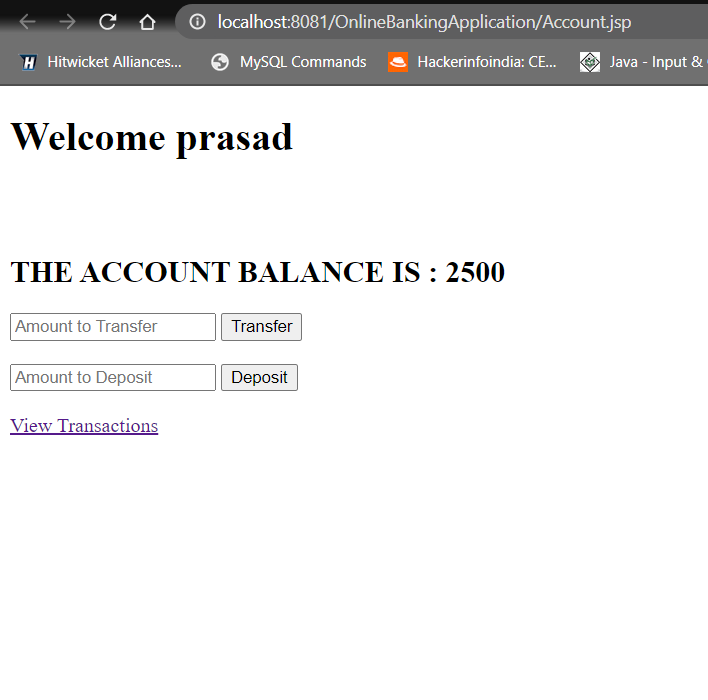 localhost:8081/OnlineBankingApplication/Account.jsp
H Hitwicket Alliances... MySQL Commands Hackerinfoindia: CE... Java - Input &
Welcome prasad
THE ACCOUNT BALANCE IS : 2500
Amount to Transfer Transfer
Amount to Deposit Deposit
View Transactions